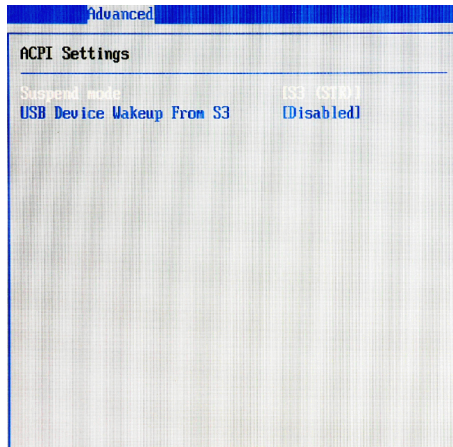 Advanced
ACPI Settings
Suspend mode [S3 (STR)]
USB Device Wakeup From S3 [Disabled]